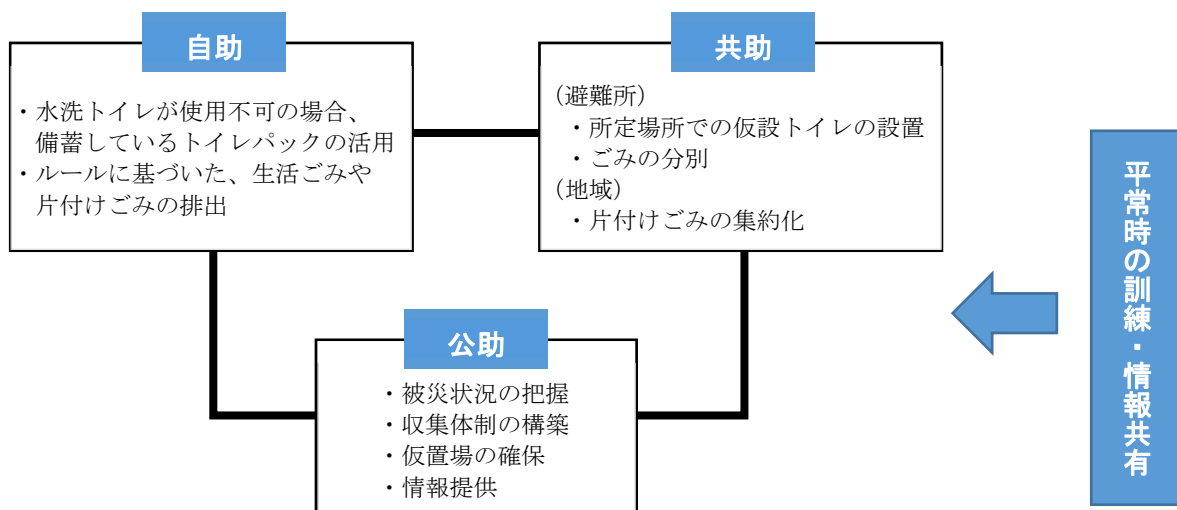 自助
・水洗トイレが使用不可の場合、
備蓄しているトイレパックの活用
・ルールに基づいた、生活ごみや
片付けごみの排出
共助
(避難所)
・所定場所での仮設トイレの設置
・ごみの分別
(地域)
・片付けごみの集約化
公助
・被災状況の把握
・収集体制の構築
・仮置場の確保
・情報提供
平常時の訓練・情報共有